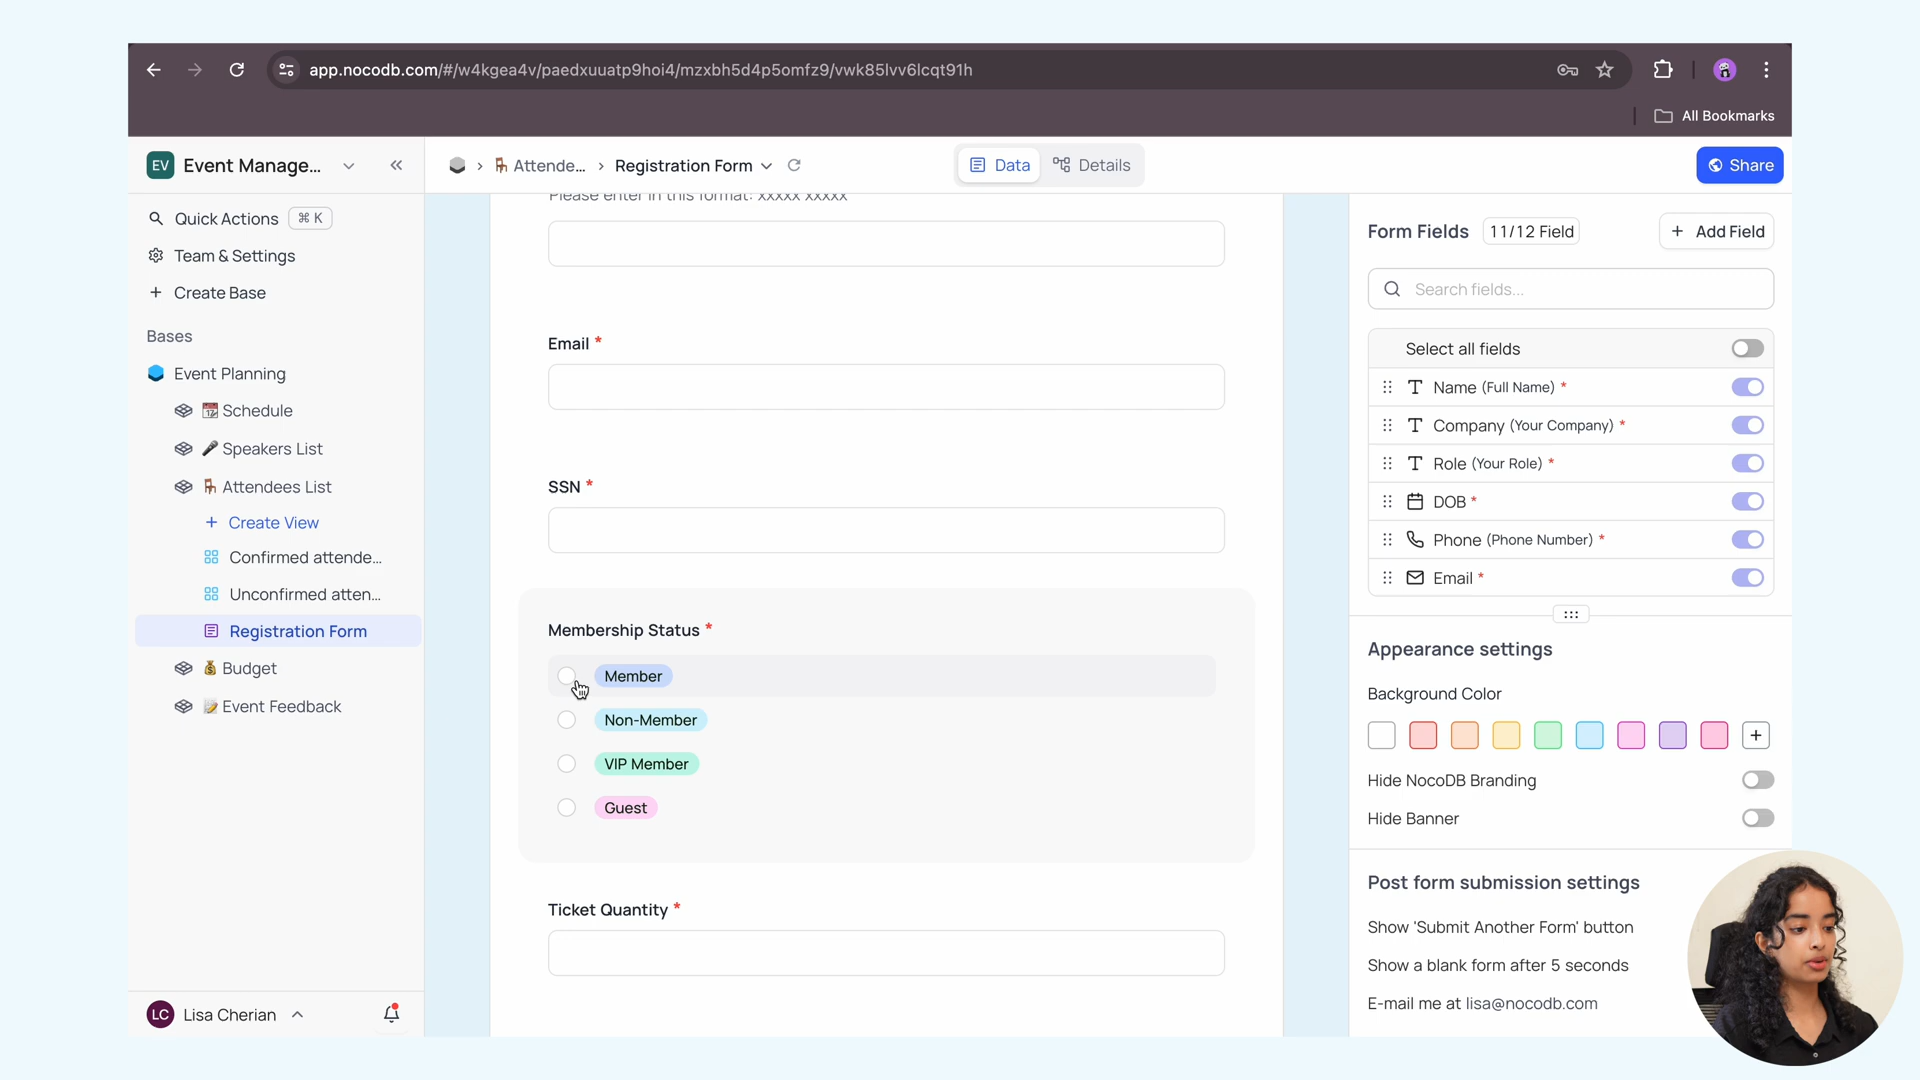 app.nocodb.com/#/w4kgea4v/paedxuuatp9hoi4/mzxbh5d4p5omfz9/vwk85lvv6lcqt91h
All Bookmarks
EV Event Manage...
Attende... › Registration Form
Data
Details
Share
Quick Actions ⌘ K
Team & Settings
+ Create Base
Bases
Event Planning
Schedule
Speakers List
Attendees List
+ Create View
Confirmed attende...
Unconfirmed atten...
Registration Form
Budget
Event Feedback
LC Lisa Cherian
Please enter in this format: xxxxx xxxxx
Email *
SSN *
Membership Status *
Member
Non-Member
VIP Member
Guest
Ticket Quantity *
Form Fields 11/12 Field
+ Add Field
Search fields...
Select all fields
Name (Full Name) *
Company (Your Company) *
Role (Your Role) *
DOB *
Phone (Phone Number) *
Email *
Appearance settings
Background Color
Hide NocoDB Branding
Hide Banner
Post form submission settings
Show 'Submit Another Form' button
Show a blank form after 5 seconds
E-mail me at lisa@nocodb.com